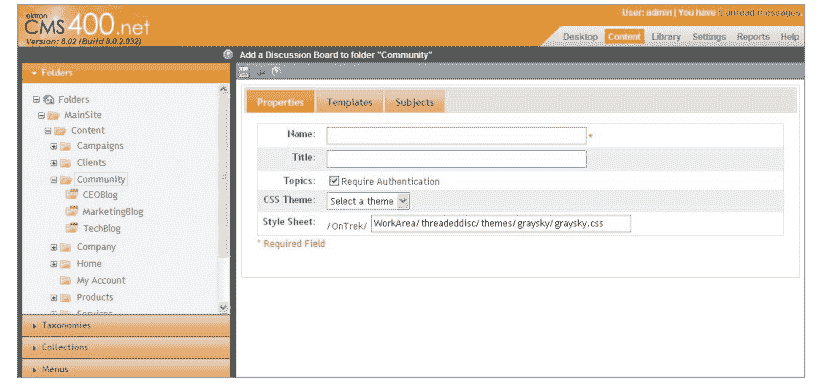 ektron
CMS400.net
Version: 8.02 (Build 8.0.2.032)
User: admin | You have unread messages
Desktop Content Library Settings Reports Help
Add a Discussion Board to folder "Community"
Folders
Folders
MainSite
Content
Campaigns
Clients
Community
CEOBlog
MarketingBlog
TechBlog
Company
Home
My Account
Products
Services
Taxonomies
Collections
Menus
Properties Templates Subjects
Name: *
Title:
Topics: Require Authentication
CSS Theme: Select a theme
Style Sheet: /OnTrek/ WorkArea/threadeddisc/themes/graysky/graysky.css
* Required Field